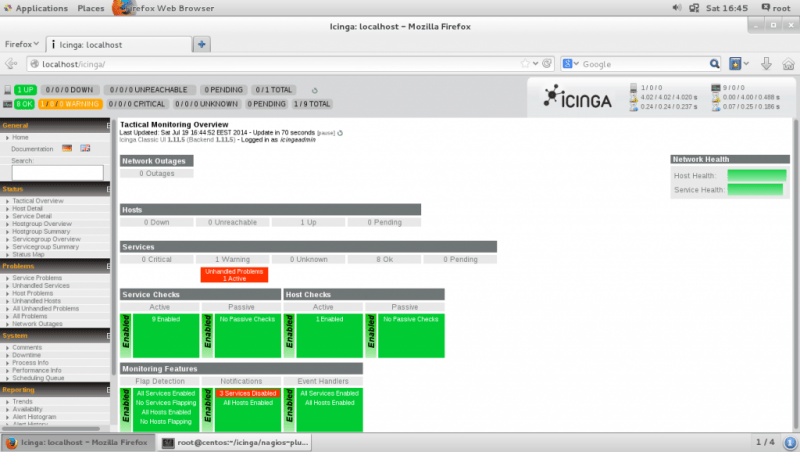 Applications Places Firefox Web Browser Sat 16:45 root
Icinga: localhost - Mozilla Firefox
Firefox Icinga: localhost
localhost/icinga/ Google
1 UP 0/0/0 DOWN 0/0/0 UNREACHABLE 0 PENDING 0/1 TOTAL
8 OK WARNING 0/0/0 CRITICAL 0/0/0 UNKNOWN 0 PENDING 1/9 TOTAL
ICINGA
1/0/0 9/0/0
4.02 / 4.02 / 4.020 s 0.00 / 4.00 / 0.488 s
0.24 / 0.24 / 0.237 s 0.07 / 0.25 / 0.186 s
General
Home
Documentation
Search:
Status
Tactical Overview
Host Detail
Service Detail
Hostgroup Overview
Hostgroup Summary
Servicegroup Overview
Servicegroup Summary
Status Map
Problems
Service Problems
Unhandled Services
Host Problems
Unhandled Hosts
All Unhandled Problems
All Problems
Network Outages
System
Comments
Downtime
Process Info
Performance Info
Scheduling Queue
Reporting
Trends
Availability
Alert Histogram
Alert History
Tactical Monitoring Overview
Last Updated: Sat Jul 19 16:44:52 EEST 2014 - Update in 70 seconds [pause]
Icinga Classic UI 1.11.5 (Backend 1.11.5) - Logged in as icingaadmin
Network Outages
0 Outages
Network Health
Host Health:
Service Health:
Hosts
0 Down 0 Unreachable 1 Up 0 Pending
Services
0 Critical 1 Warning 0 Unknown 8 Ok 0 Pending
Unhandled Problems
1 Active
Service Checks Host Checks
Active Passive Active Passive
Enabled 9 Enabled Enabled No Passive Checks Enabled 1 Enabled Enabled No Passive Checks
Monitoring Features
Flap Detection Notifications Event Handlers
Enabled All Services Enabled Enabled 3 Services Disabled Enabled All Services Enabled
No Services Flapping All Hosts Enabled All Hosts Enabled
All Hosts Enabled
No Hosts Flapping
Icinga: localhost - Mozilla Firefox root@centos:~/icinga/nagios-plu... 1 / 4 1